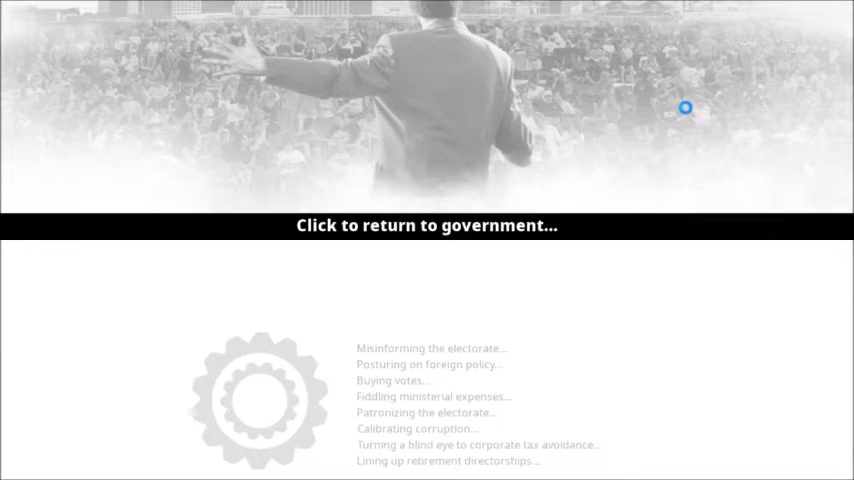 Click to return to government...
Misinforming the electorate...
Posturing on foreign policy...
Buying votes...
Fiddling ministerial expenses...
Patronizing the electorate...
Calibrating corruption...
Turning a blind eye to corporate tax avoidance...
Lining up retirement directorships...